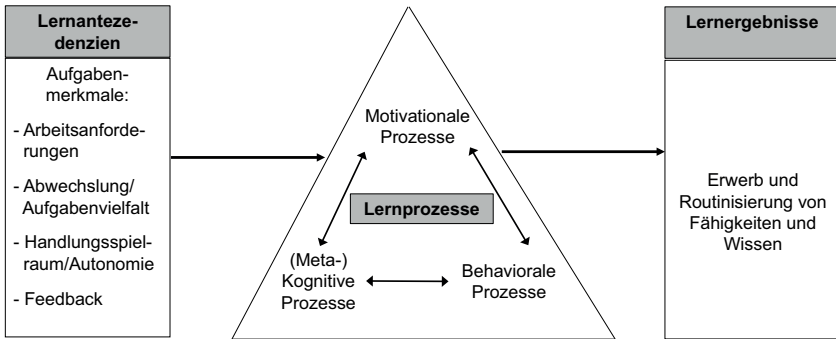 Lernanteze-
denzien
Aufgaben-
merkmale:
- Arbeitsanforde-
rungen
- Abwechslung/
Aufgabenvielfalt
- Handlungsspiel-
raum/Autonomie
- Feedback
Motivationale
Prozesse
Lernprozesse
(Meta-)
Kognitive
Prozesse
Behaviorale
Prozesse
Lernergebnisse
Erwerb und
Routinisierung von
Fähigkeiten und
Wissen